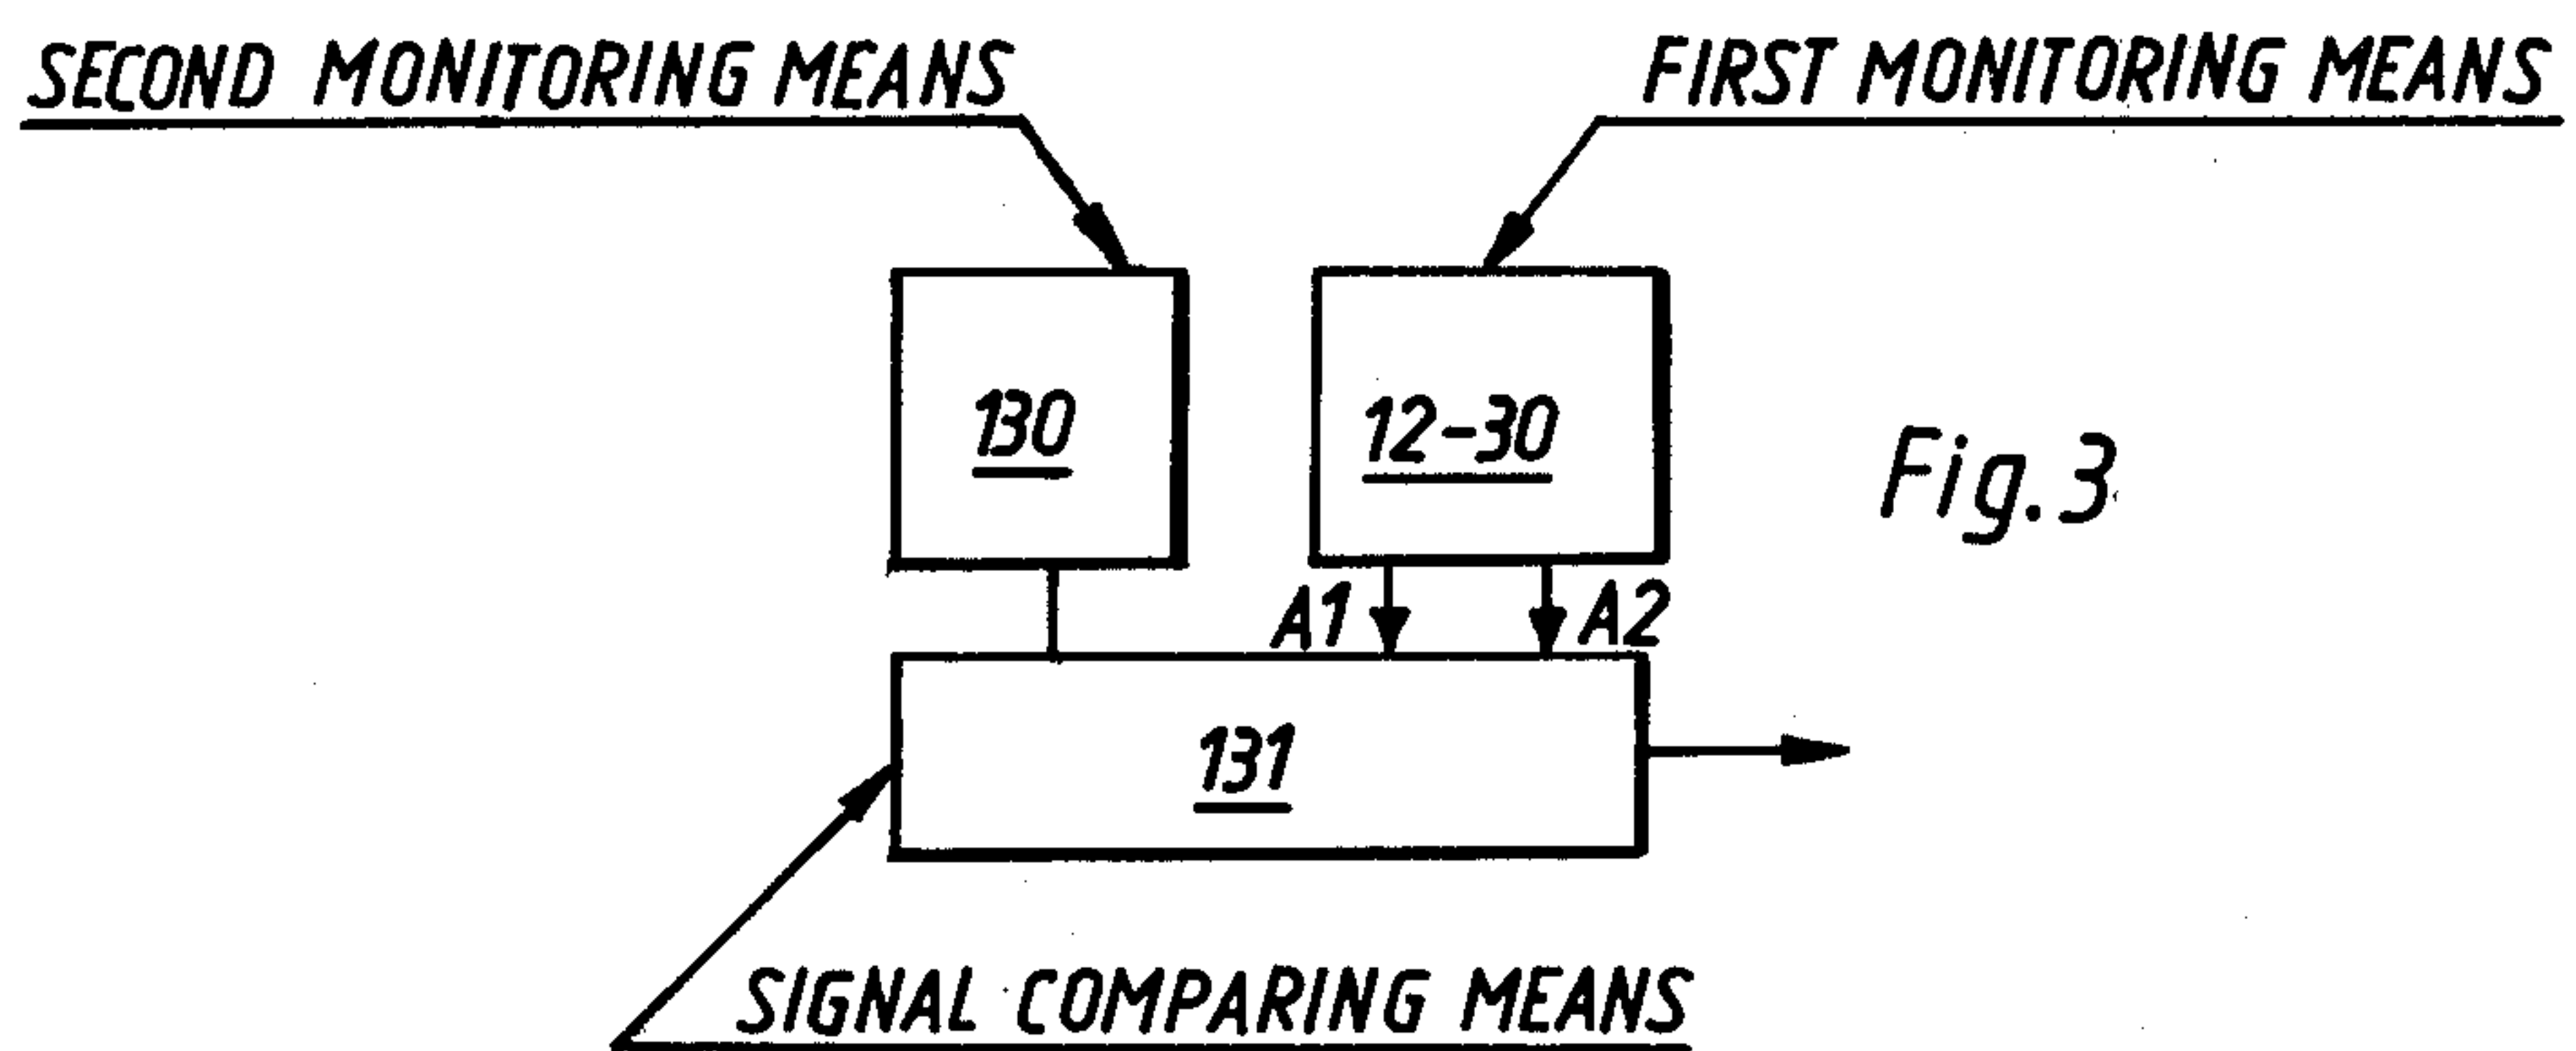 SECOND MONITORING MEANS
FIRST MONITORING MEANS
130
12-30
Fig. 3
A1
A2
131
SIGNAL COMPARING MEANS